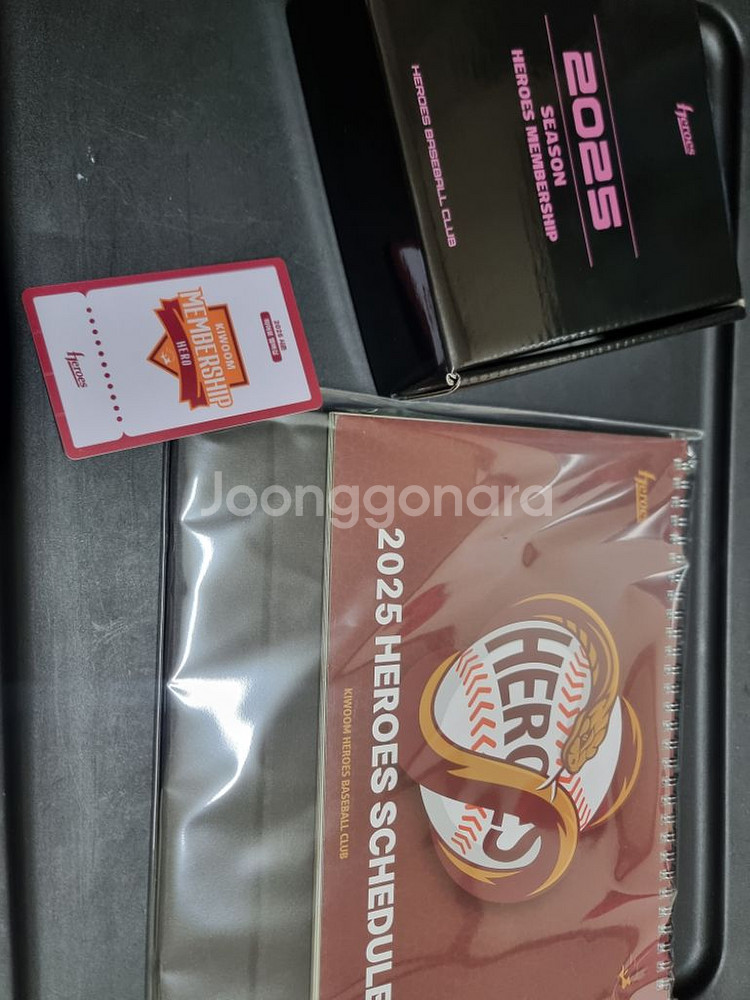 heroes
2025
SEASON
HEROES MEMBERSHIP
HEROES BASEBALL CLUB
KIWOOM
MEMBERSHIP
HERO
heroes
Joonggonara
heroes
HEROES
2025 HEROES SCHEDULE
KIWOOM HEROES BASEBALL CLUB